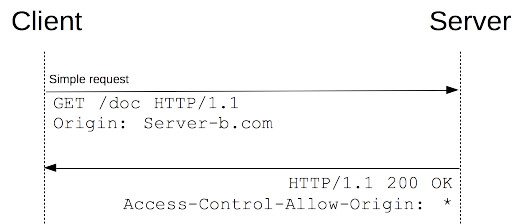 Client
Server
Simple request
GET /doc HTTP/1.1
Origin: Server-b.com
HTTP/1.1 200 OK
Access-Control-Allow-Origin: *